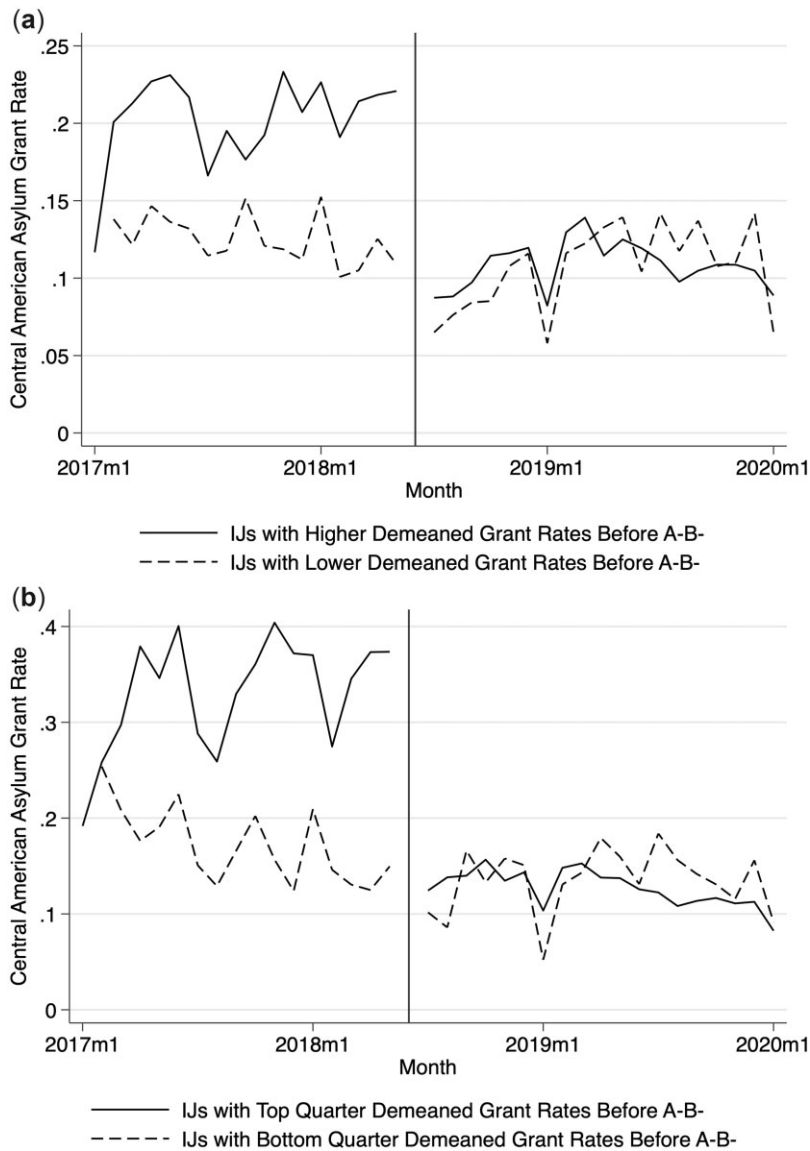 (a)
.25
.2
.15
.1
.05
0
Central American Asylum Grant Rate
2017m1 2018m1 2019m1 2020m1
Month
IJs with Higher Demeaned Grant Rates Before A-B-
IJs with Lower Demeaned Grant Rates Before A-B-
(b)
.4
.3
.2
.1
0
Central American Asylum Grant Rate
2017m1 2018m1 2019m1 2020m1
Month
IJs with Top Quarter Demeaned Grant Rates Before A-B-
IJs with Bottom Quarter Demeaned Grant Rates Before A-B-